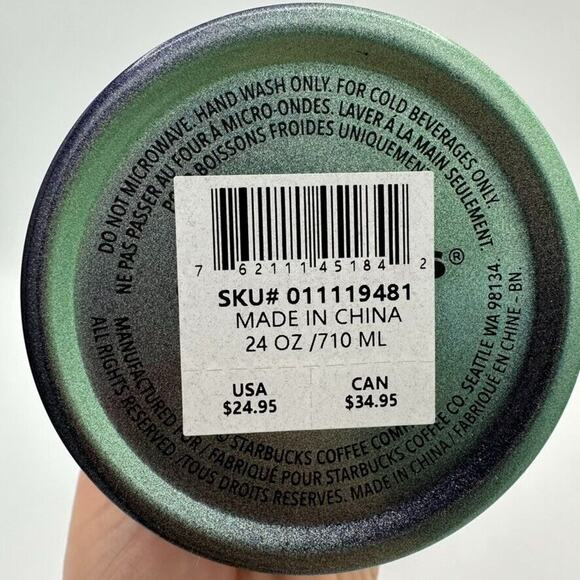 DO NOT MICROWAVE. HAND WASH ONLY. FOR COLD BEVERAGES ONLY.
NE PAS PASSER AU FOUR À MICRO-ONDES. LAVER À LA MAIN SEULEMENT.
BOISSONS FROIDES UNIQUEMENT
S®
7 62111 45184 2
SKU# 011119481
MADE IN CHINA
24 OZ /710 ML
USA CAN
$24.95 $34.95
STARBUCKS COFFEE
MANUFACTURED / FABRIQUÉ POUR STARBUCKS COFFEE CO. SEATTLE WA 98134.
ALL RIGHTS RESERVED /TOUS DROITS RESERVES. MADE IN CHINA / FABRIQUÉ EN CHINE - BN.